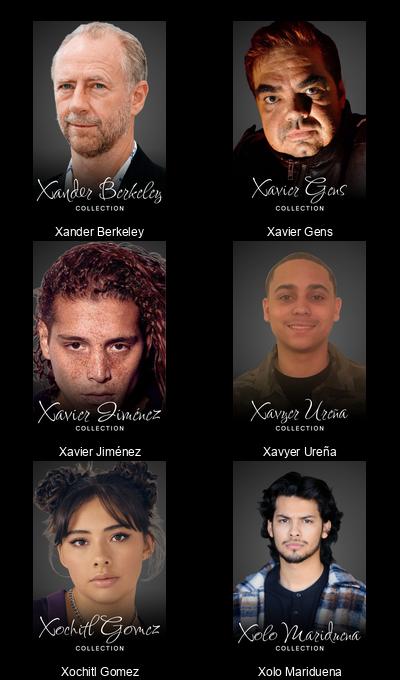 Xander Berkeley
COLLECTION
Xander Berkeley
Xavier Gens
COLLECTION
Xavier Gens
Xavier Jiménez
COLLECTION
Xavier Jiménez
Xavyer Ureña
COLLECTION
Xavyer Ureña
Xochitl Gomez
COLLECTION
Xochitl Gomez
Xolo Mariduena
COLLECTION
Xolo Mariduena